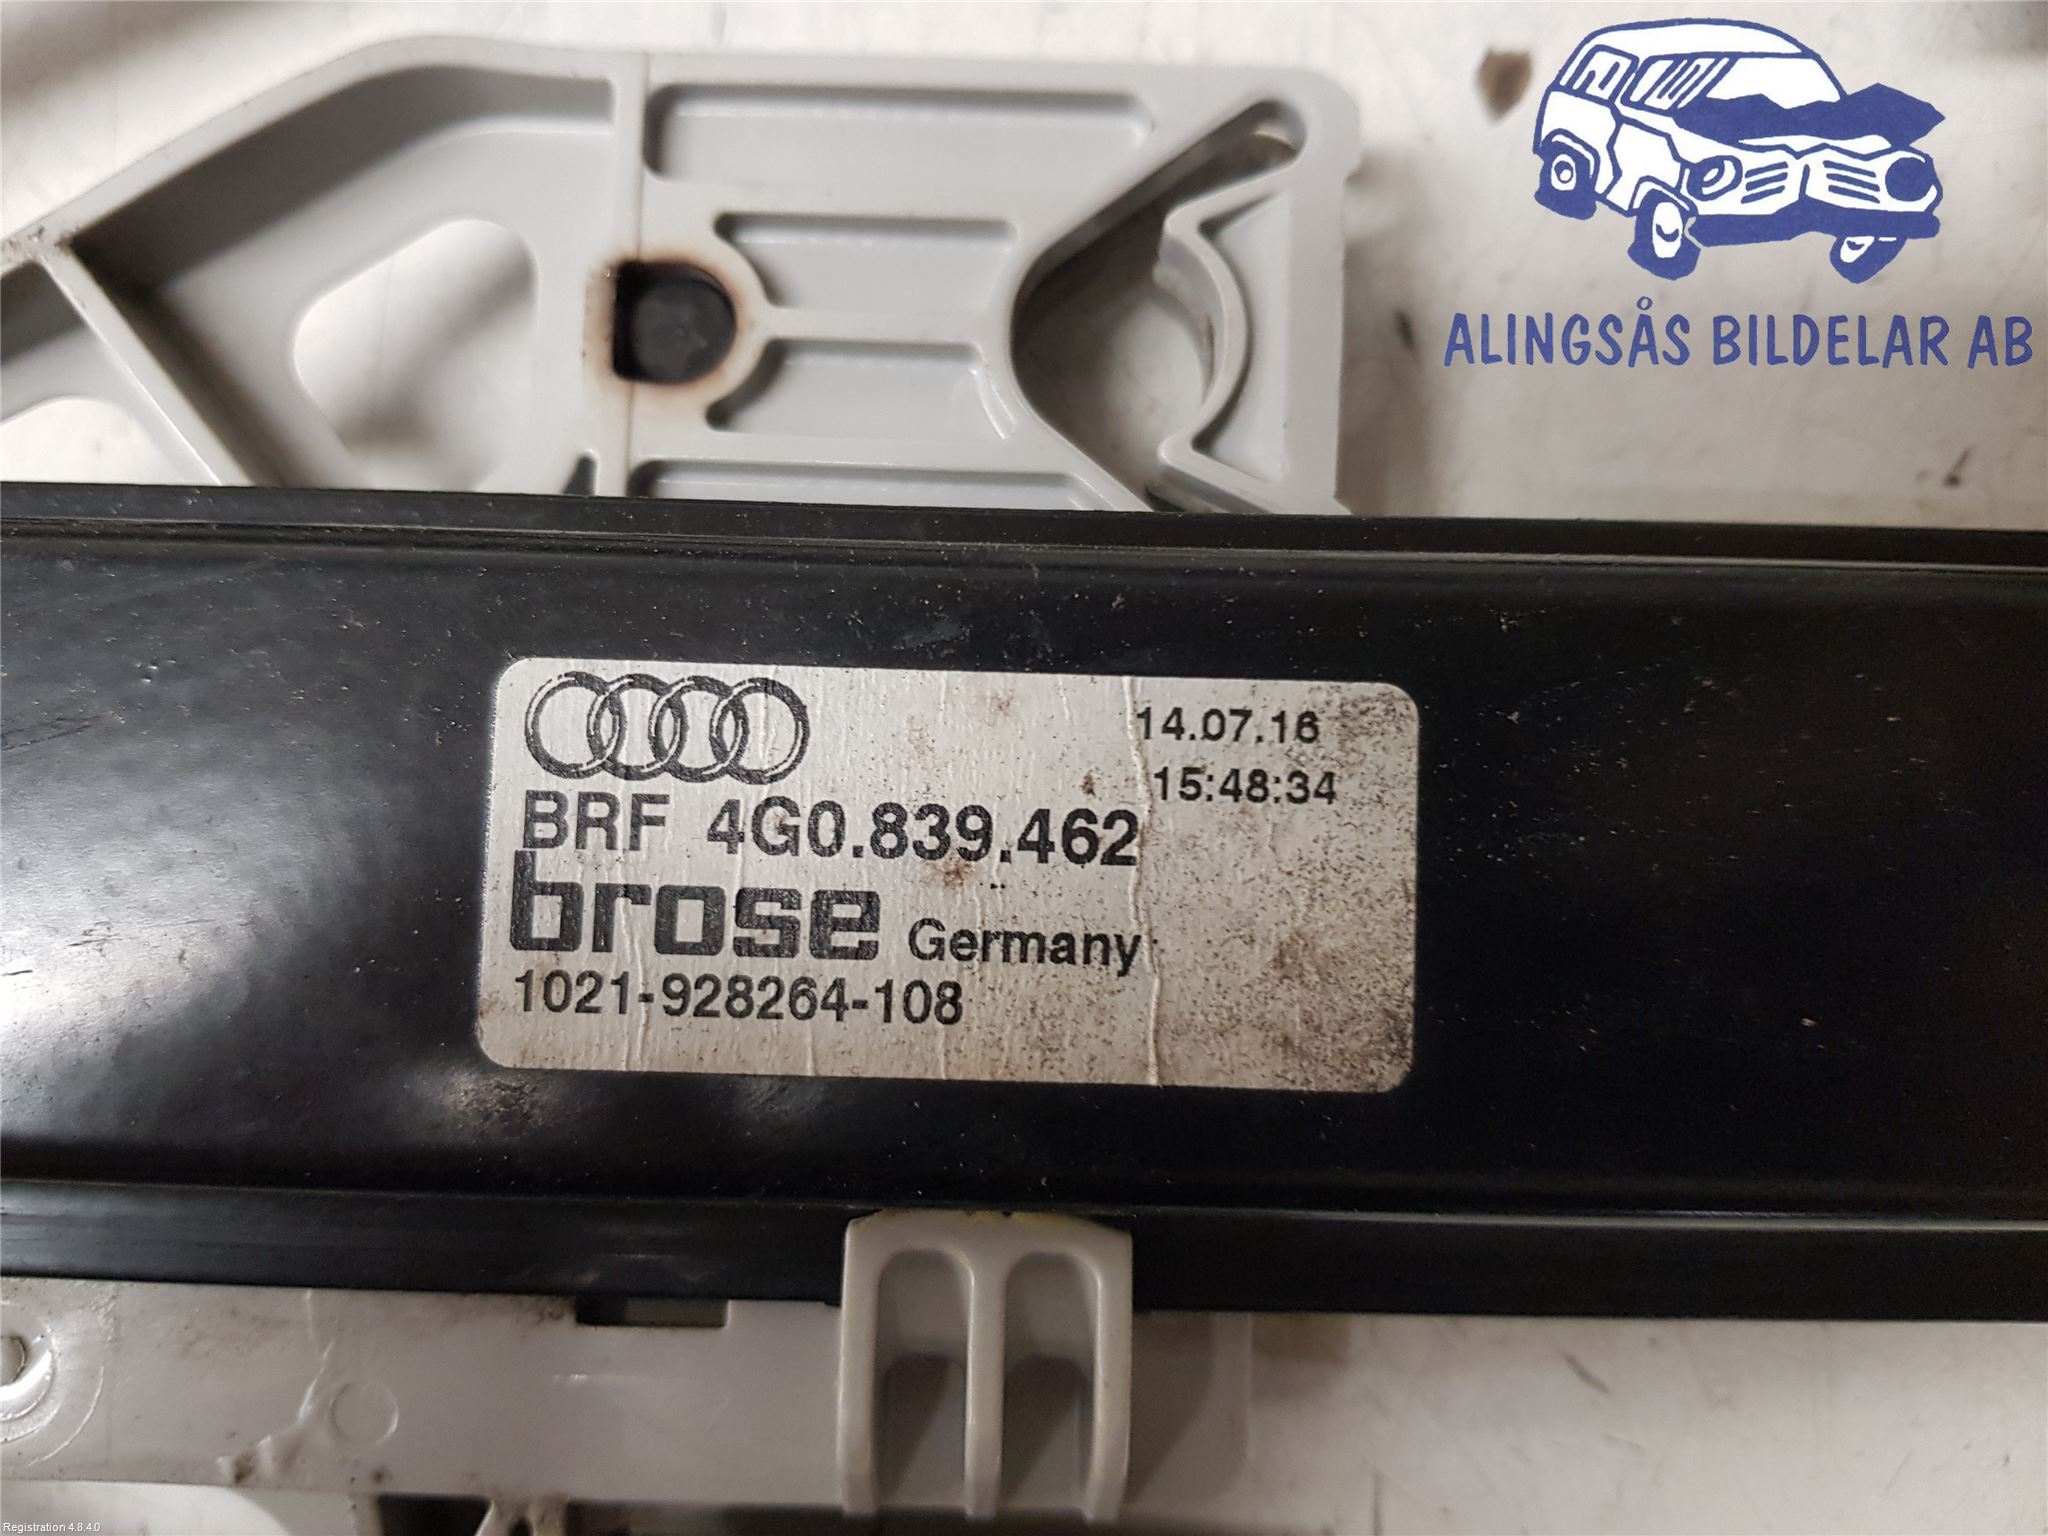 ALINGSÅS BILDELAR AB
14.07.16
15:48:34
BRF 4G0.839.462
brose Germany
1021-928264-108
Registration 4.8.4.0